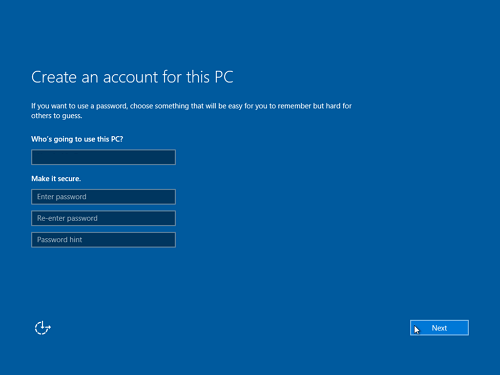 Create an account for this PC
If you want to use a password, choose something that will be easy for you to remember but hard for
others to guess.
Who's going to use this PC?
Make it secure.
Enter password
Re-enter password
Password hint
Next